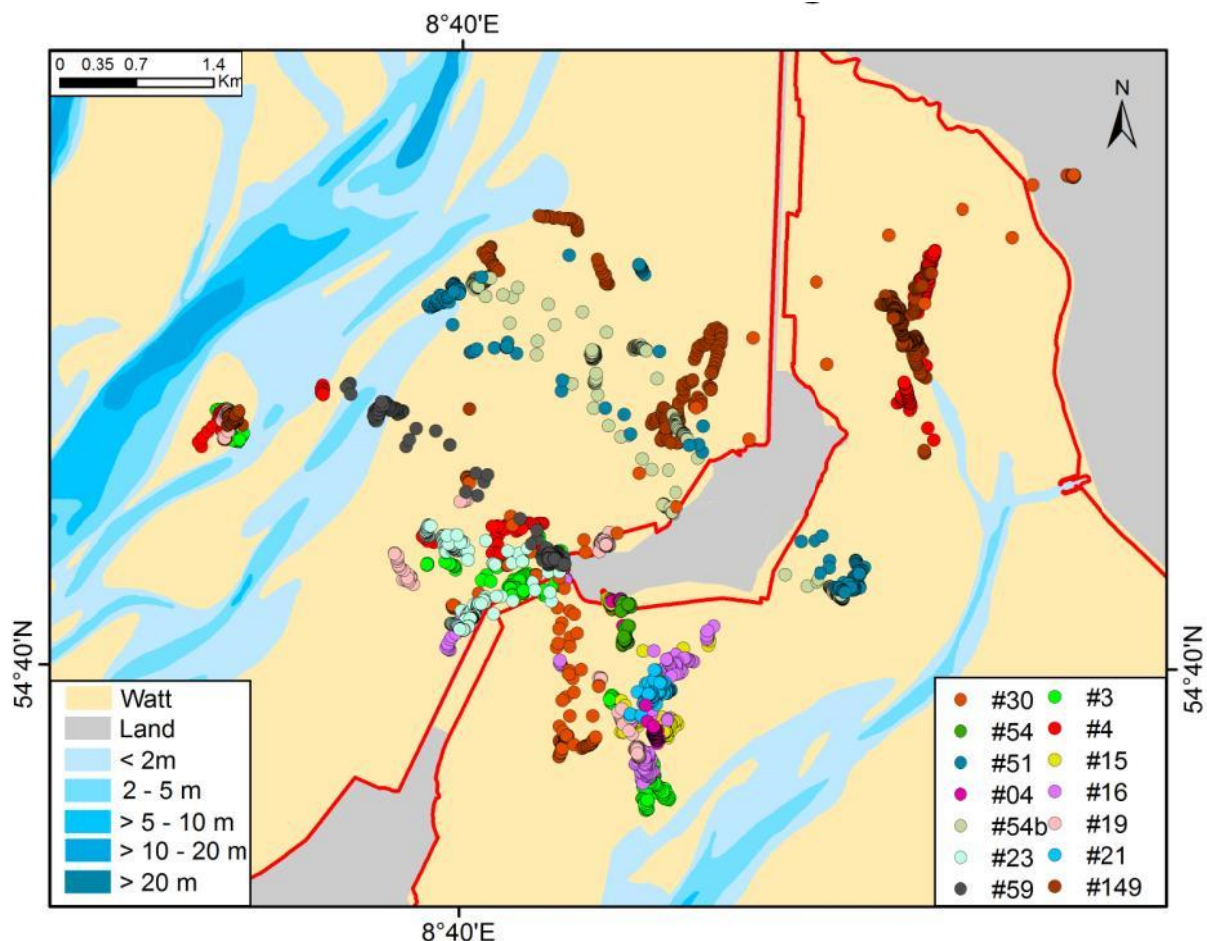 8°40'E
0 0.35 0.7 1.4
Km
N
54°40'N
54°40'N
Watt
Land
< 2m
2 - 5 m
> 5 - 10 m
> 10 - 20 m
> 20 m
#30 #3
#54 #4
#51 #15
#04 #16
#54b #19
#23 #21
#59 #149
8°40'E